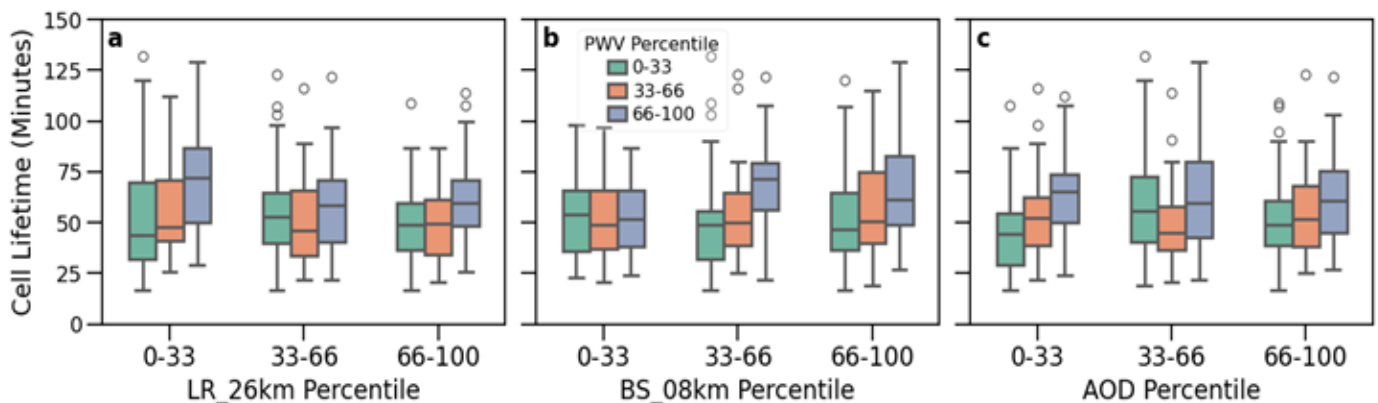 Cell Lifetime (Minutes)
150
125
100
75
50
25
0
a
0-33
33-66
66-100
LR_26km Percentile
b
PWV Percentile
0-33
33-66
66-100
0-33
33-66
66-100
BS_08km Percentile
c
0-33
33-66
66-100
AOD Percentile